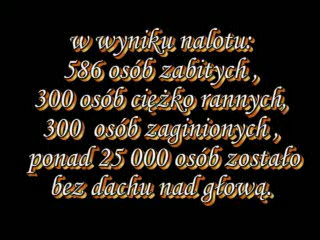 w wyniku nalotu:
586 osób zabitych ,
300 osób ciężko rannych,
300 osób zaginionych ,
ponad 25 000 osób zostało
bez dachu nad głową.